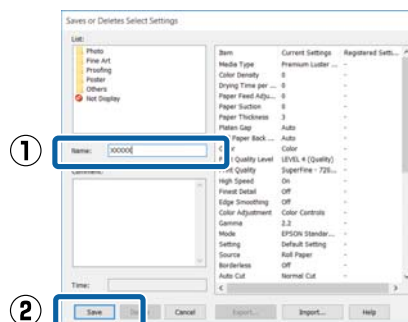 Saves or Deletes Select Settings
List:
Photo
Fine Art
Proofing
Poster
Others
Not Display
① Name: XXXXX
Comment:
Time:
Item Current Settings Registered Setti...
Media Type Premium Luster ... -
Color Density 0 -
Drying Time per ... 0 -
Paper Feed Adju... 0 -
Paper Suction 0 -
Paper Thickness 3 -
Platen Gap Auto -
Paper Back ... Auto -
Color -
Quality Level LEVEL 4 (Quality) -
Print Quality SuperFine - 720... -
High Speed On -
Finest Detail Off -
Edge Smoothing Off -
Color Adjustment Color Controls -
Gamma 2.2 -
Mode EPSON Standar... -
Setting Default Setting -
Source Roll Paper -
Borderless Off -
Auto Cut Normal Cut -
② Save Cancel Export... Import... Help